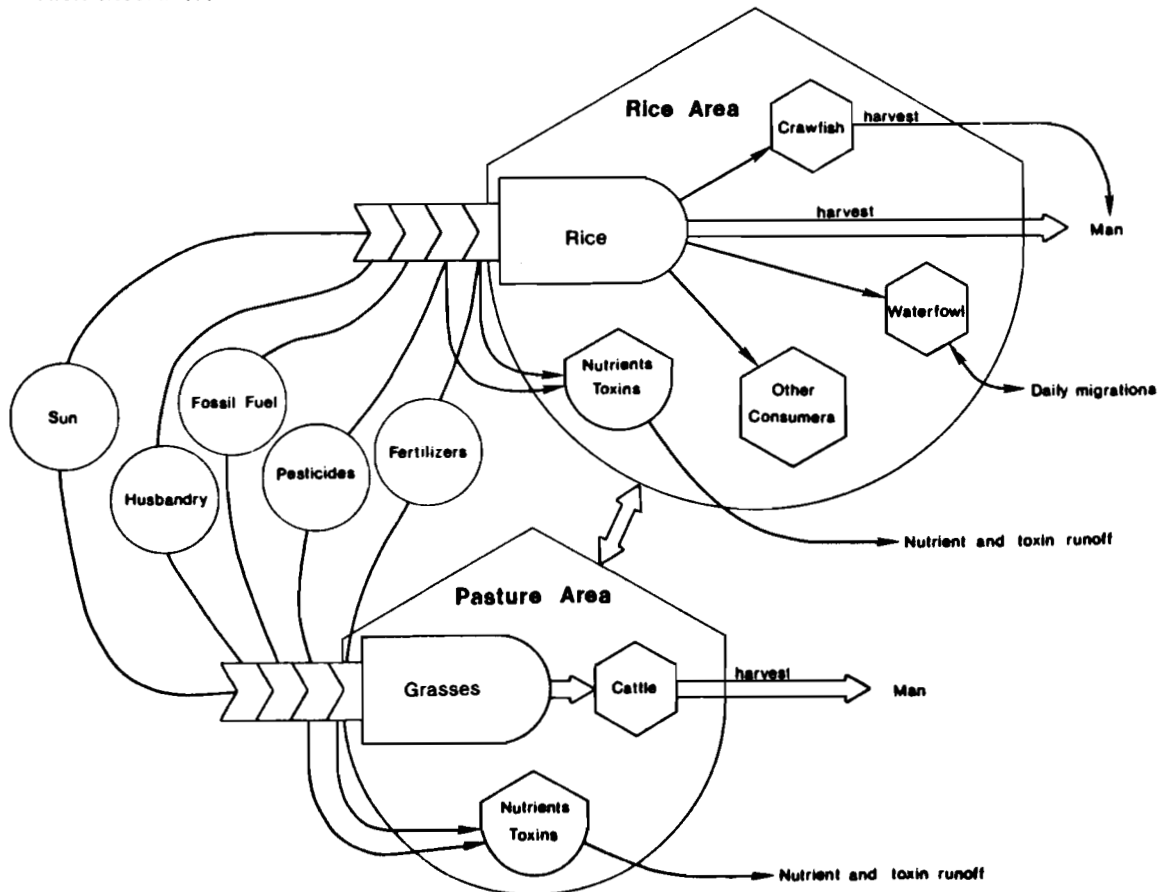 Rice Area
Crawfish
harvest
harvest
Rice
Man
Waterfowl
Nutrients
Toxins
Other
Consumera
Daily migrations
Sun
Fossil Fuel
Fertilizers
Pesticides
Husbandry
Nutrient and toxin runoff
Pasture Area
Grasses
Cattle
harvest
Man
Nutrients
Toxins
Nutrient and toxin runoff